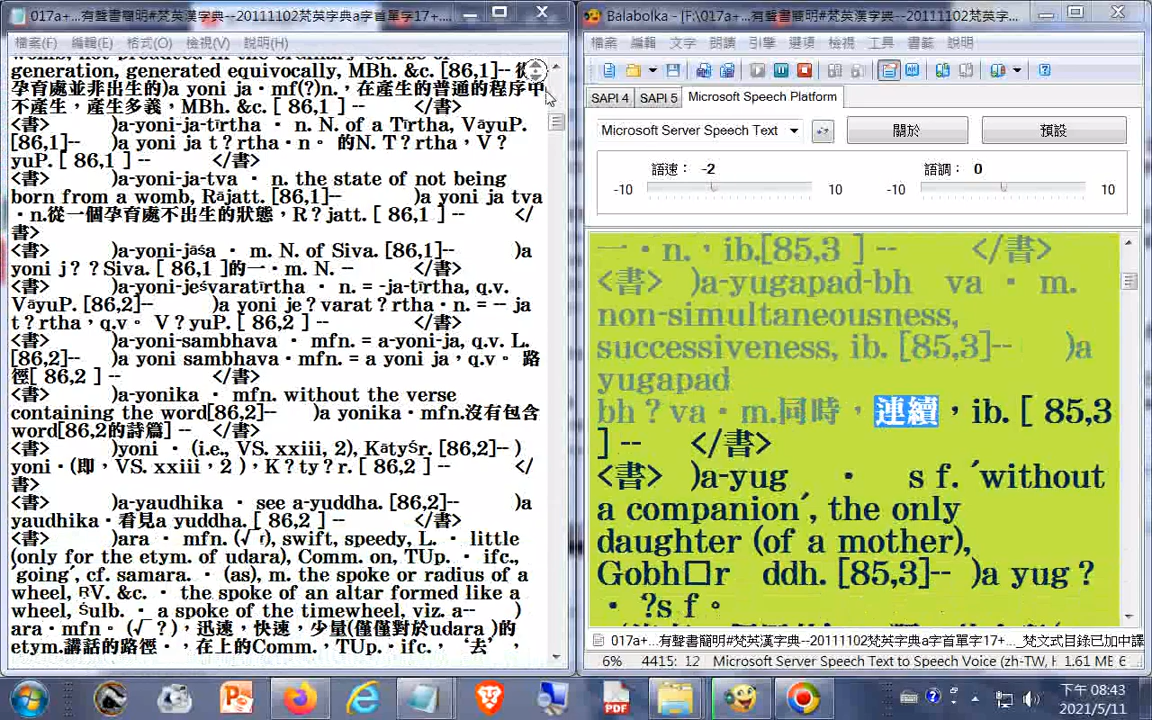 有聲書簡明#梵英漢字典--20111102梵英字典a字首單字17+...
檔案(F) 編輯(E) 格式(O) 檢視(V) 說明(H)
generation, generated equivocally, MBh. &c. [86,1]-- 從
孕育處並非出生的)a yoni ja‧mf(?)n.，在產生的普通的程序中
不產生，產生多義，MBh. &c. [ 86,1 ] -- </書>
<書> )a-yoni-ja-tīrtha ‧ n. N. of a Tīrtha, VāyuP.
[86,1]-- )a yoni ja t?rtha‧n。 的N. T?rtha，V?
yuP. [ 86,1 ] -- </書>
<書> )a-yoni-ja-tva ‧ n. the state of not being
born from a womb, Rājatt. [86,1]-- )a yoni ja tva
‧n.從一個孕育處不出生的狀態，R?jatt. [ 86,1 ] -- </
書>
<書> )a-yoni-jāśa ‧ m. N. of Siva. [86,1]-- )a
yoni j??Siva. [ 86,1 ]的一‧m. N. -- </書>
<書> )a-yoni-jeśvaratīrtha ‧ n. = -ja-tīrtha, q.v.
VāyuP. [86,2]-- )a yoni je?varat?rtha‧n. = -- ja
t?rtha，q.v。 V?yuP. [ 86,2 ] -- </書>
<書> )a-yoni-sambhava ‧ mfn. = a-yoni-ja, q.v. L.
[86,2]-- )a yoni sambhava‧mfn. = a yoni ja，q.v。 路
徑[ 86,2 ] -- </書>
<書> )a-yonika ‧ mfn. without the verse
containing the word[86,2]-- )a yonika‧mfn.沒有包含
word[86,2的詩篇] -- </書>
<書> )yoni ‧ (i.e., VS. xxiii, 2), KātyŚr. [86,2]-- )
yoni‧(即，VS. xxiii，2 )，K?ty?r. [ 86,2 ] -- </
書>
<書> )a-yaudhika ‧ see a-yuddha. [86,2]-- )a
yaudhika‧看見a yuddha. [ 86,2 ] -- </書>
<書> )ara ‧ mfn. (√ṛ), swift, speedy, L. ‧ little
(only for the etym. of udara), Comm. on, TUp. ‧ ifc.,
'going', cf. samara. ‧ (as), m. the spoke or radius of a
wheel, RV. &c. ‧ the spoke of an altar formed like a
wheel, Śulb. ‧ a spoke of the timewheel, viz. a-- )
ara‧mfn。 (√ ?)，迅速，快速，少量(僅僅對於udara )的
etym.講話的路徑‧，在上的Comm.，TUp.‧ifc.，‘去’，
Balabolka - [F:\017a+...有聲書簡明#梵英漢字典--20111102梵英字...
檔案 編輯 文字 朗讀 引擎 選項 檢視 工具 書籤 說明
SAPI 4 SAPI 5 Microsoft Speech Platform
Microsoft Server Speech Text 關於 預設
語速： -2 語調： 0
-10 10 -10 10
一‧n.，ib.[85,3 ] -- </書>
<書> )a-yugapad-bh va ‧ m.
non-simultaneousness,
successiveness, ib. [85,3]-- )a
yugapad
bh?va‧m.同時，連續，ib. [ 85,3
] -- </書>
<書> )a-yug ‧ s f. 'without
a companion', the only
daughter (of a mother),
Gobh□r ddh. [85,3]-- )a yug?
‧?s f。
017a+...有聲書簡明#梵英漢字典--20111102梵英字典a字首單字17+..._梵文式目錄已加中譯
6% 4415: 12 Microsoft Server Speech Text to Speech Voice (zh-TW, H 1.61 MB 6
下午 08:43
2021/5/11